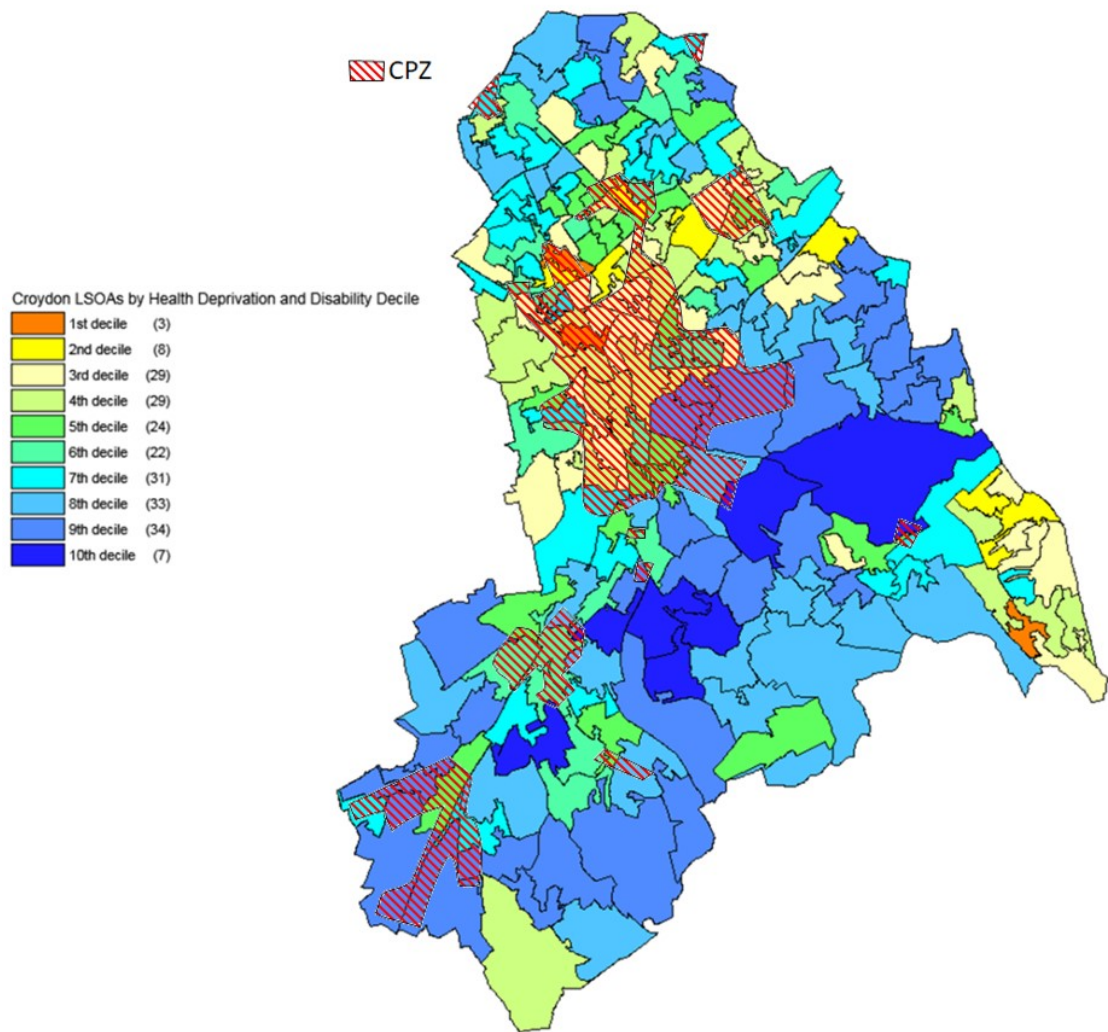 CPZ
Croydon LSOAs by Health Deprivation and Disability Decile
1st decile (3)
2nd decile (8)
3rd decile (29)
4th decile (29)
5th decile (24)
6th decile (22)
7th decile (31)
8th decile (33)
9th decile (34)
10th decile (7)